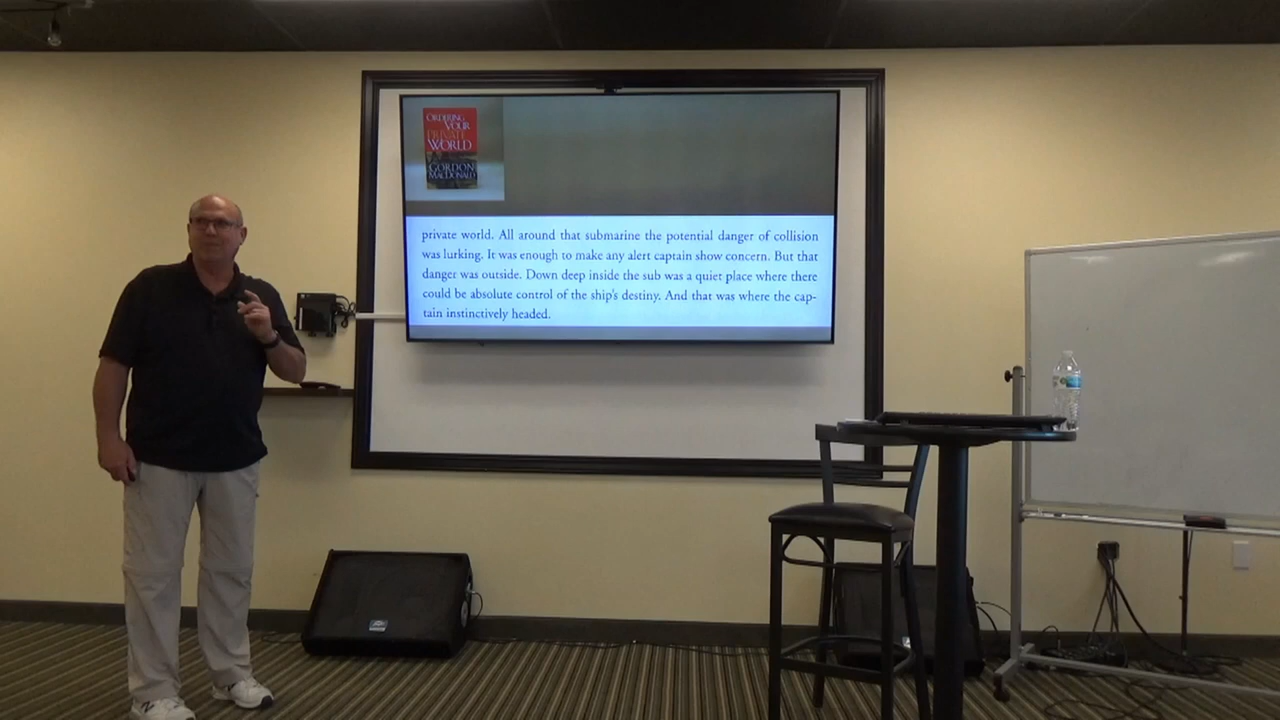 ORDERING
YOUR
PRIVATE
WORLD
GORDON
MACDONALD
private world. All around that submarine the potential danger of collision
was lurking. It was enough to make any alert captain show concern. But that
danger was outside. Down deep inside the sub was a quiet place where there
could be absolute control of the ship's destiny. And that was where the cap-
tain instinctively headed.